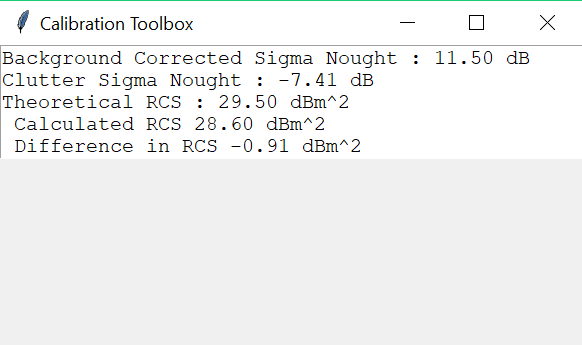 Calibration Toolbox
Background Corrected Sigma Nought : 11.50 dB
Clutter Sigma Nought : -7.41 dB
Theoretical RCS : 29.50 dBm^2
Calculated RCS 28.60 dBm^2
Difference in RCS -0.91 dBm^2